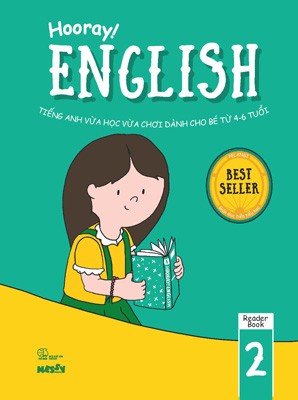 Hooray!
ENGLISH
TIẾNG ANH VỪA HỌC VỪA CHƠI DÀNH CHO BÉ TỪ 4-6 TUỔI
BEST
SELLER
Reader
Book
2